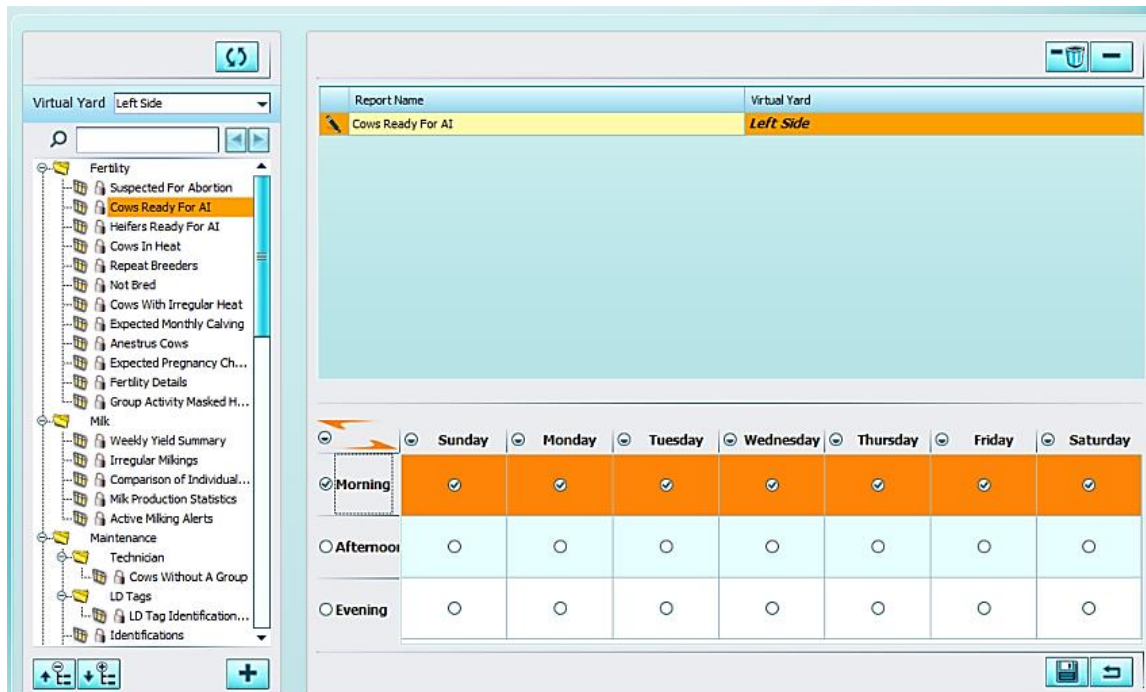 Virtual Yard Left Side
Fertility
Suspected For Abortion
Cows Ready For AI
Heifers Ready For AI
Cows In Heat
Repeat Breeders
Not Bred
Cows With Irregular Heat
Expected Monthly Calving
Anestrus Cows
Expected Pregnancy Ch...
Fertility Details
Group Activity Masked H...
Milk
Weekly Yield Summary
Irregular Milkings
Comparison of Individual...
Milk Production Statistics
Active Milking Alerts
Maintenance
Technician
Cows Without A Group
LD Tags
LD Tag Identification...
Identifications
Report Name Virtual Yard
Cows Ready For AI Left Side
Sunday Monday Tuesday Wednesday Thursday Friday Saturday
Morning
Afternoon
Evening